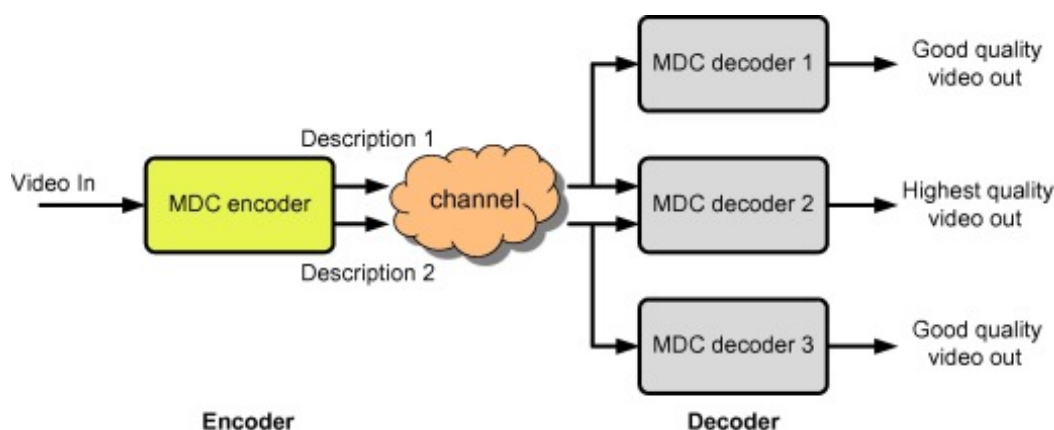 Video In
MDC encoder
Description 1
Description 2
channel
MDC decoder 1
Good quality
video out
MDC decoder 2
Highest quality
video out
MDC decoder 3
Good quality
video out
Encoder
Decoder